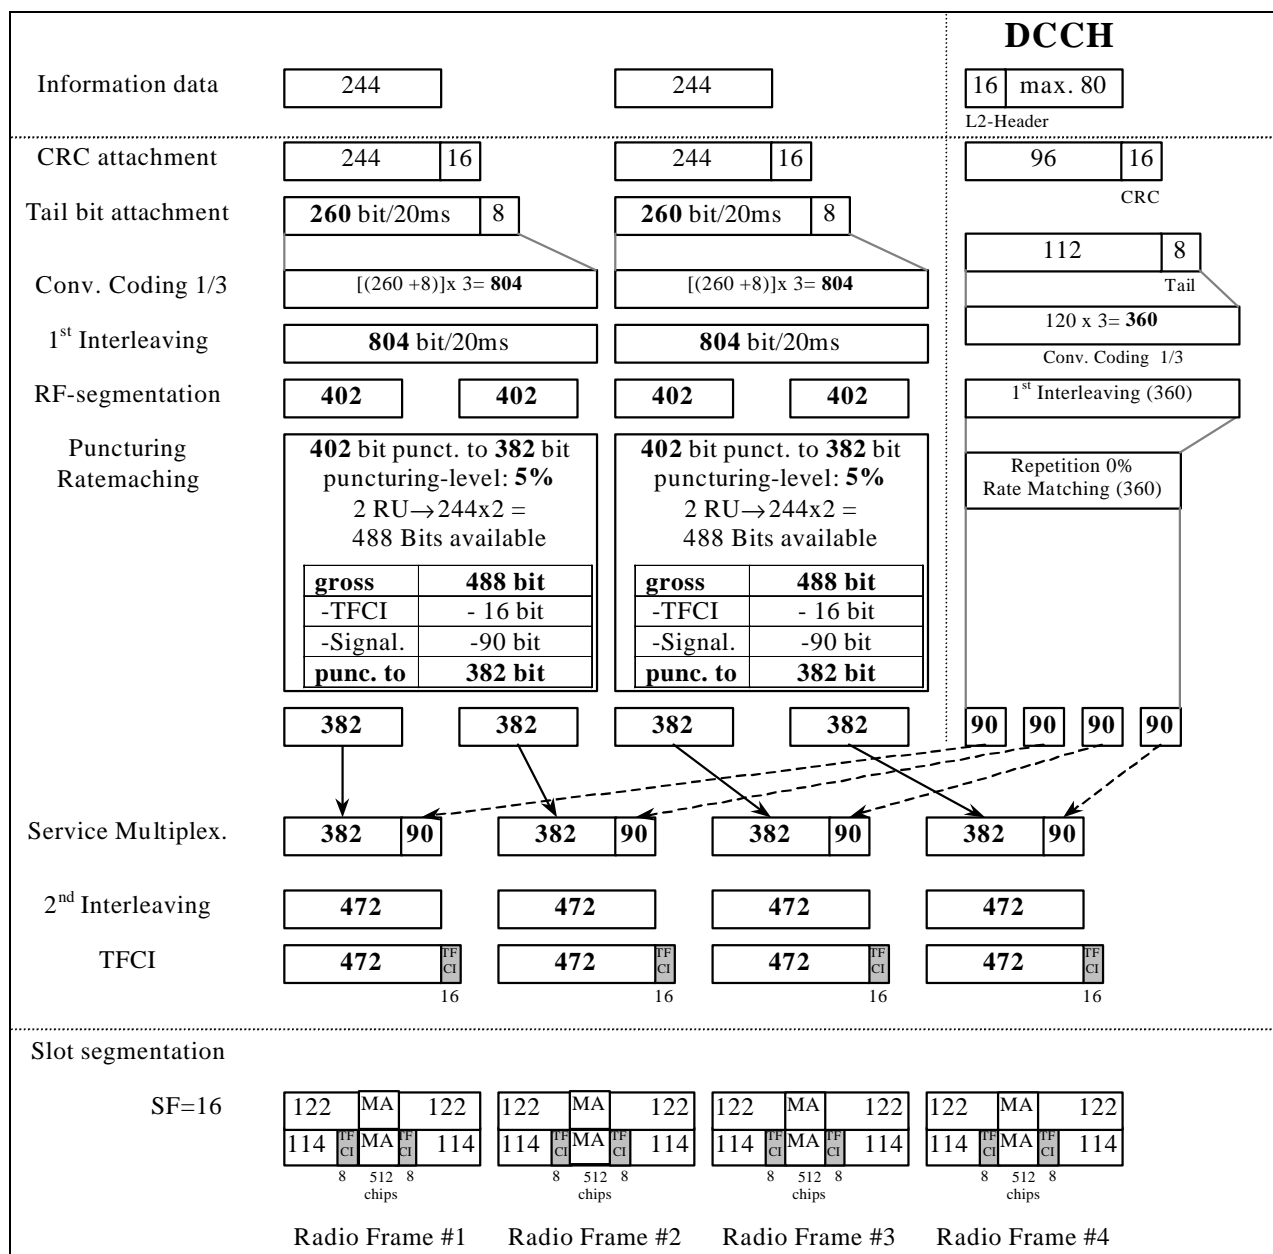 DCCH
Information data 244 244 16 max. 80
L2-Header
CRC attachment 244 16 244 16 96 16
CRC
Tail bit attachment 260 bit/20ms 8 260 bit/20ms 8
112 8
Tail
Conv. Coding 1/3 [(260 +8)]x 3= 804 [(260 +8)]x 3= 804
120 x 3= 360
Conv. Coding 1/3
1st Interleaving 804 bit/20ms 804 bit/20ms
RF-segmentation 402 402 402 402 1st Interleaving (360)
Puncturing 402 bit punct. to 382 bit 402 bit punct. to 382 bit
Ratemaching puncturing-level: 5% puncturing-level: 5%
Repetition 0%
Rate Matching (360)
2 RU→244x2 = 2 RU→244x2 =
488 Bits available 488 Bits available
gross 488 bit gross 488 bit
-TFCI - 16 bit -TFCI - 16 bit
-Signal. -90 bit -Signal. -90 bit
punc. to 382 bit punc. to 382 bit
382 382 382 382 90 90 90 90
Service Multiplex. 382 90 382 90 382 90 382 90
2nd Interleaving 472 472 472 472
TFCI 472 TF CI 472 TF CI 472 TF CI 472 TF CI
16 16 16 16
Slot segmentation
SF=16 122 MA 122 122 MA 122 122 MA 122 122 MA 122
114 TF CI MA TF CI 114 114 TF CI MA TF CI 114 114 TF CI MA TF CI 114 114 TF CI MA TF CI 114
8 512 8 8 512 8 8 512 8 8 512 8
chips chips chips chips
Radio Frame #1 Radio Frame #2 Radio Frame #3 Radio Frame #4